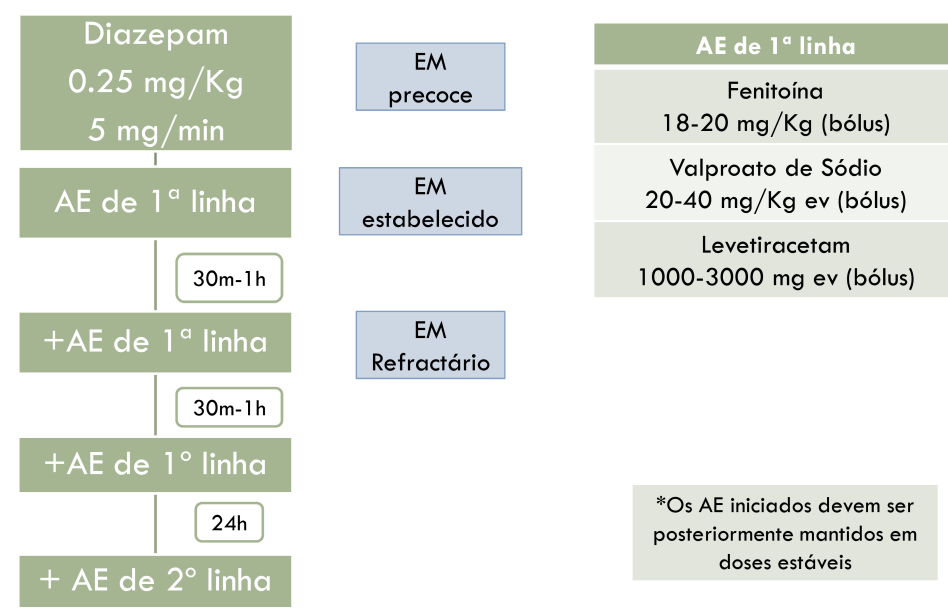 Diazepam
0.25 mg/Kg
5 mg/min
EM
precoce
AE de 1ª linha
EM
estabelecido
30m-1h
+AE de 1ª linha
EM
Refractário
30m-1h
+AE de 1º linha
24h
+ AE de 2º linha
AE de 1ª linha
Fenitoína
18-20 mg/Kg (bólus)
Valproato de Sódio
20-40 mg/Kg ev (bólus)
Levetiracetam
1000-3000 mg ev (bólus)
*Os AE iniciados devem ser
posteriormente mantidos em
doses estáveis